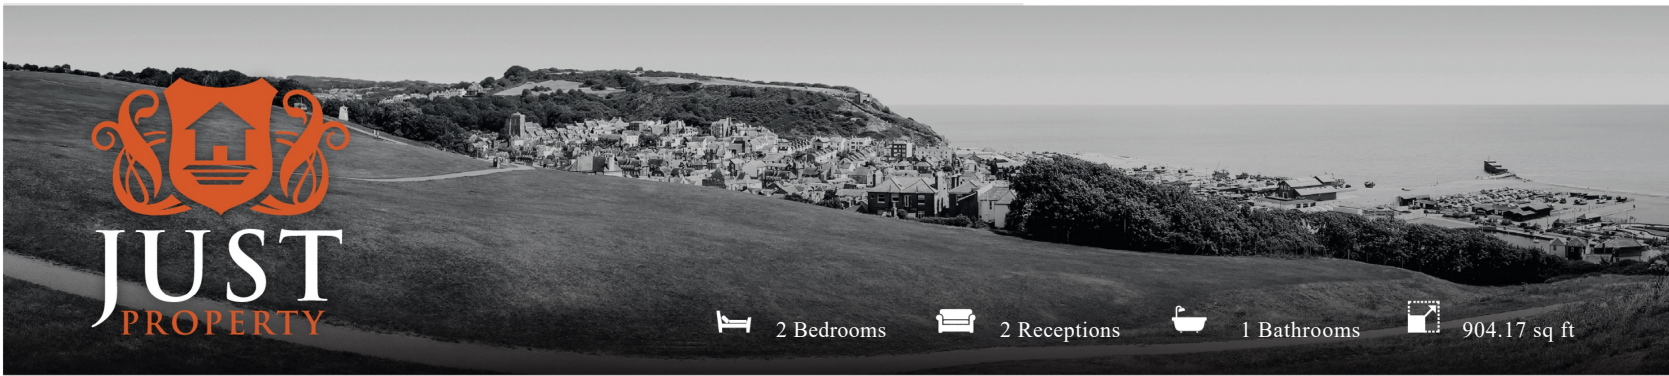 JUST
PROPERTY
2 Bedrooms 2 Receptions 1 Bathrooms 904.17 sq ft